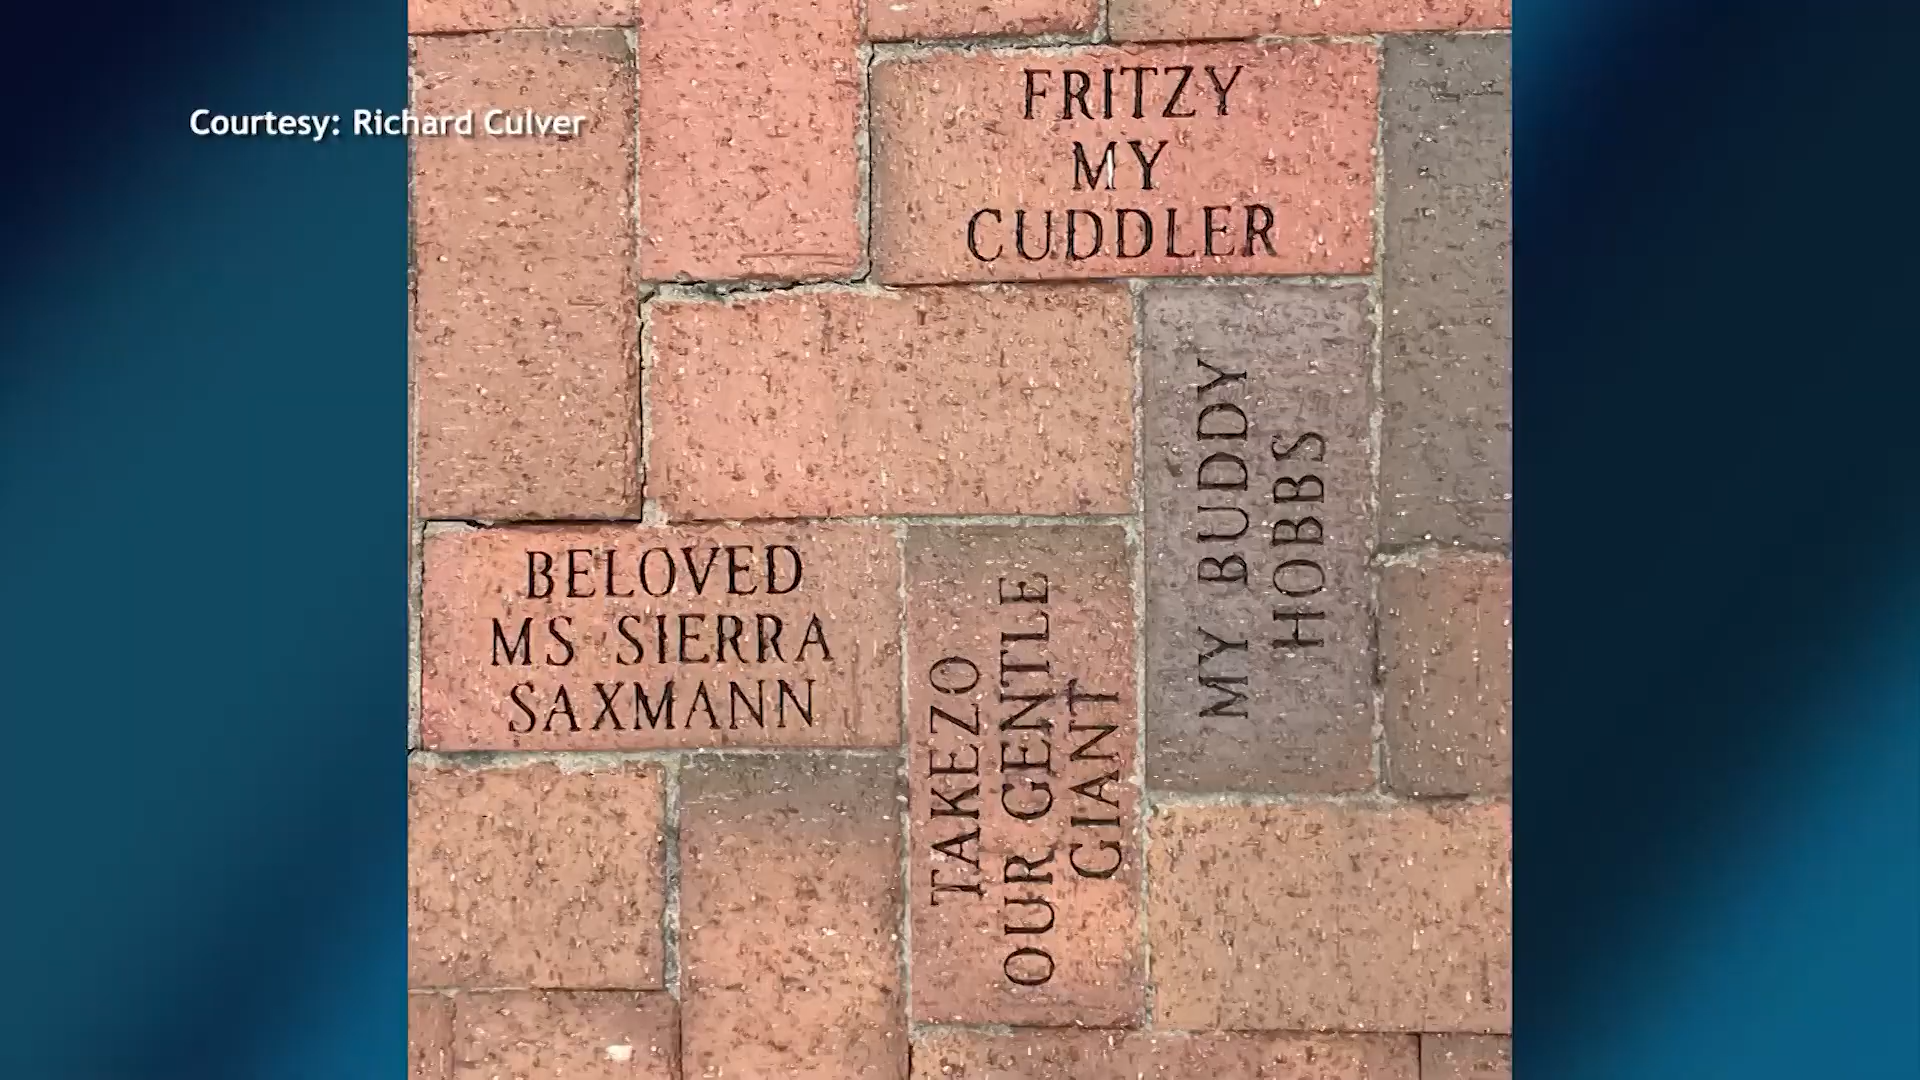 Courtesy: Richard Culver
FRITZY
MY
CUDDLER
MY BUDDY
HOBBS
BELOVED
MS SIERRA
SAXMANN
TAKEZO
OUR GENTLE
GIANT